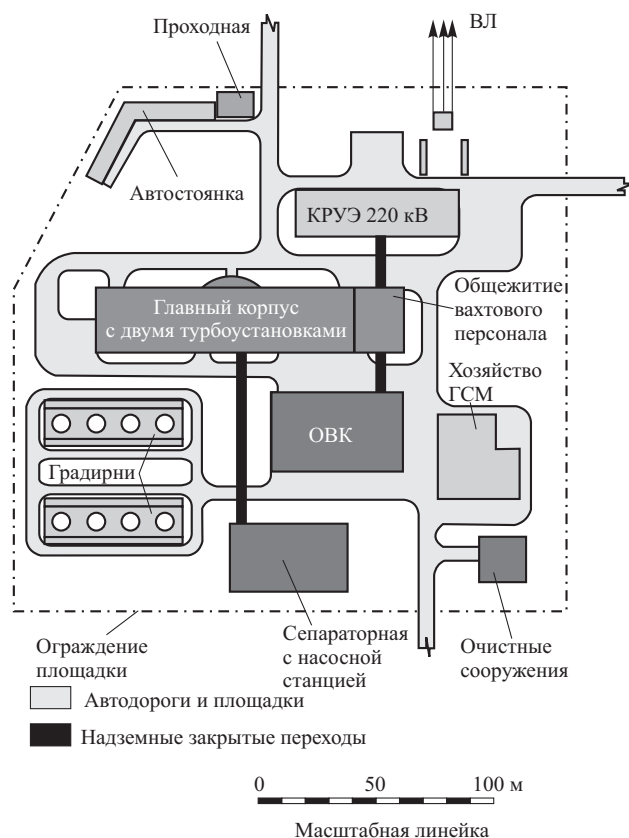 ВЛ
Проходная
Автостоянка
КРУЭ 220 кВ
Общежитие
вахтового
персонала
Главный корпус
с двумя турбоустановками
Хозяйство
ГСМ
ОВК
Градирни
Ограждение
площадки
Сепараторная
с насосной
станцией
Очистные
сооружения
Автодороги и площадки
Надземные закрытые переходы
0 50 100 м
Масштабная линейка